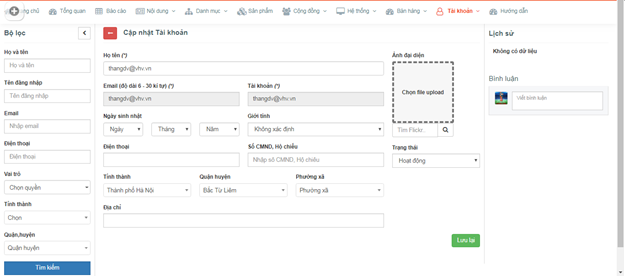 ng chủ Tổng quan Báo cáo Nội dung Danh mục Sản phẩm Cộng đồng Hệ thống Bán hàng Tài khoản Hướng dẫn
Bộ lọc
Họ và tên
Họ và tên
Tên đăng nhập
Tên đăng nhập
Email
Nhập email
Điện thoại
Điện thoại
Vai trò
Chọn quyền
Tỉnh thành
Chọn
Quận,huyện
Quận huyện
Tìm kiếm
Cập nhật Tài khoản
Họ tên (*)
thangdv@vhv.vn
Email (độ dài 6 - 30 kí tự) (*) Tài khoản (*)
thangdv@vhv.vn thangdv@vhv.vn
Ngày sinh nhật Giới tính
Ngày Tháng Năm Không xác định
Điện thoại Số CMND, Hộ chiếu
Nhập số CMND, Hộ chiếu
Tỉnh thành Quận huyện Phường xã
Thành phố Hà Nội Bắc Từ Liêm Phường xã
Địa chỉ
Ảnh đại diện
Chọn file upload
Tìm Flickr..
Trạng thái
Hoạt động
Lưu lại
Lịch sử
Không có dữ liệu
Bình luận
Viết bình luận